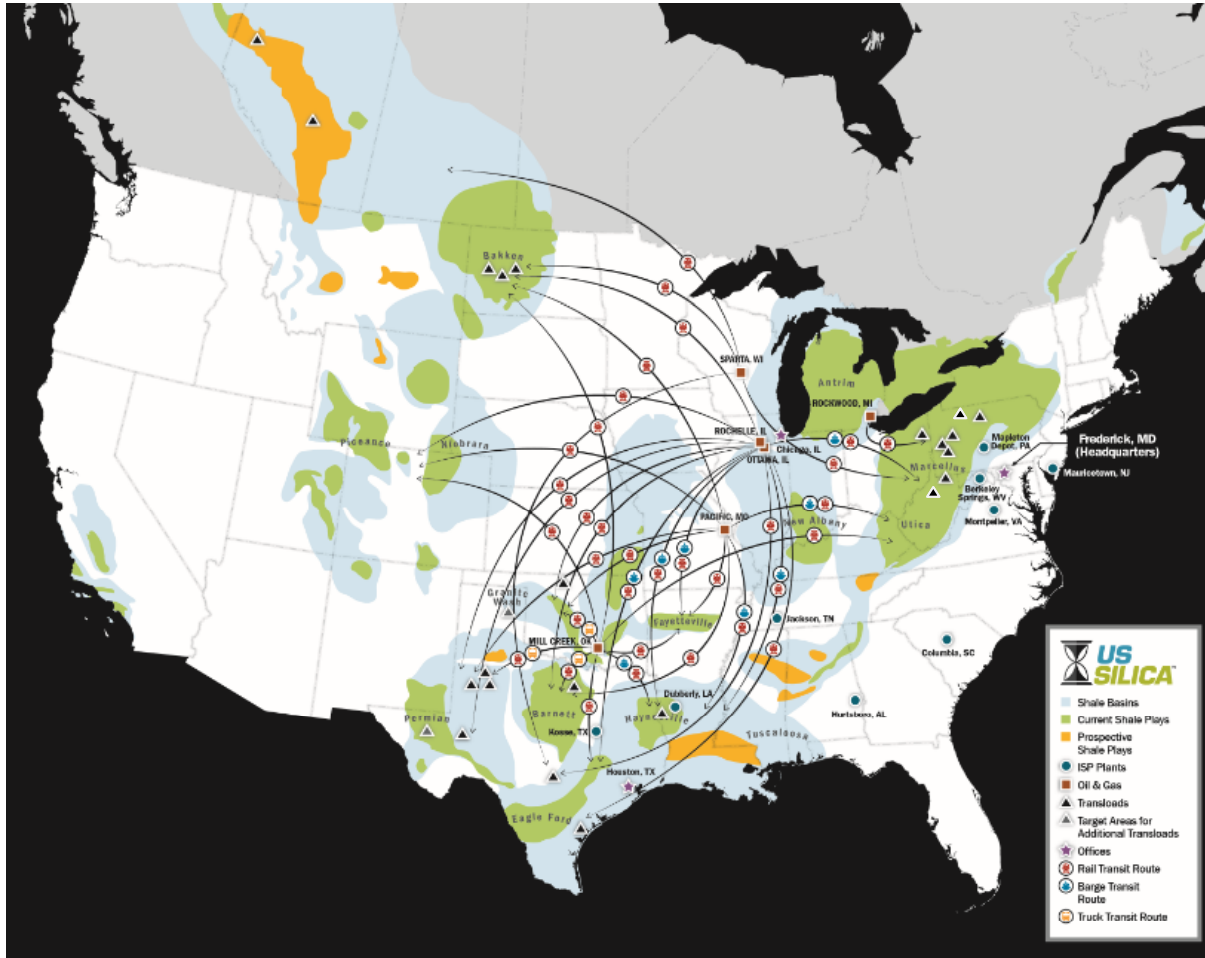 Bakken
SPARTA, WI
Antrim
ROCKWOOD, MI
ROCHELLE, IL
Chicago, IL
OTTAWA, IL
Mapleton
Depot, PA
Frederick, MD
(Headquarters)
Piceance
Niobrara
Marcellus
Mauricetown, NJ
Berkeley
Springs, WV
Montpelier, VA
PACIFIC, MO
New Albany
Utica
Granite
Wash
Fayetteville
Jackson, TN
MILL CREEK, OK
Columbia, SC
Permian
Barnett
Dubberly, LA
Haynesville
Hurtsboro, AL
Kosse, TX
Tuscaloosa
Houston, TX
Eagle Ford
US
SILICA™
Shale Basins
Current Shale Plays
Prospective
Shale Plays
ISP Plants
Oil & Gas
Transloads
Target Areas for
Additional Transloads
Offices
Rail Transit Route
Barge Transit
Route
Truck Transit Route